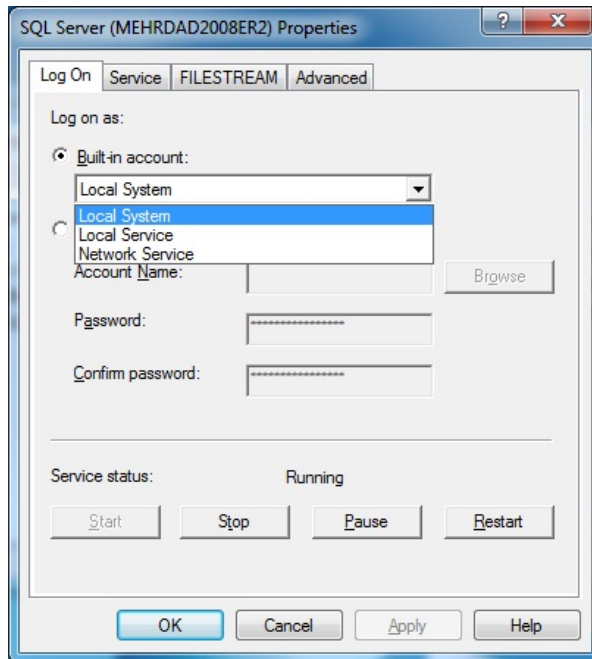 SQL Server (MEHRDAD2008ER2) Properties
Log On Service FILESTREAM Advanced
Log on as:
Built-in account:
Local System
Local System
Local Service
Network Service
Account Name: Browse
Password: ****************
Confirm password: ****************
Service status: Running
Start Stop Pause Restart
OK Cancel Apply Help